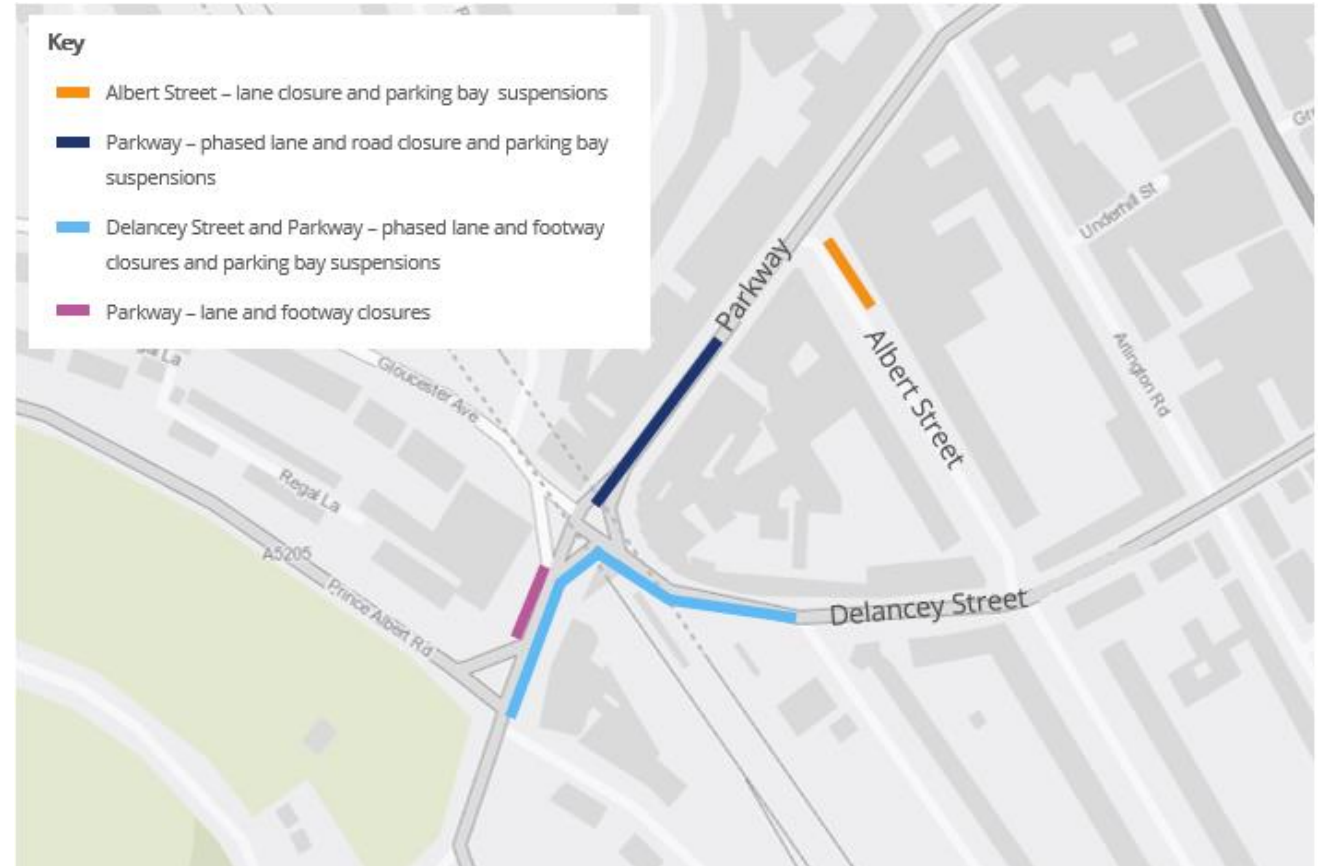 Key
Albert Street – lane closure and parking bay  suspensions
Parkway – phased lane and road closure and parking bay
suspensions
Delancey Street and Parkway – phased lane and footway
closures and parking bay suspensions
Parkway – lane and footway closures
Parkway
Albert Street
Delancey Street
Underhill St
Arlington Rd
Gloucester Ave
Regal La
A5205
Prince Albert Rd